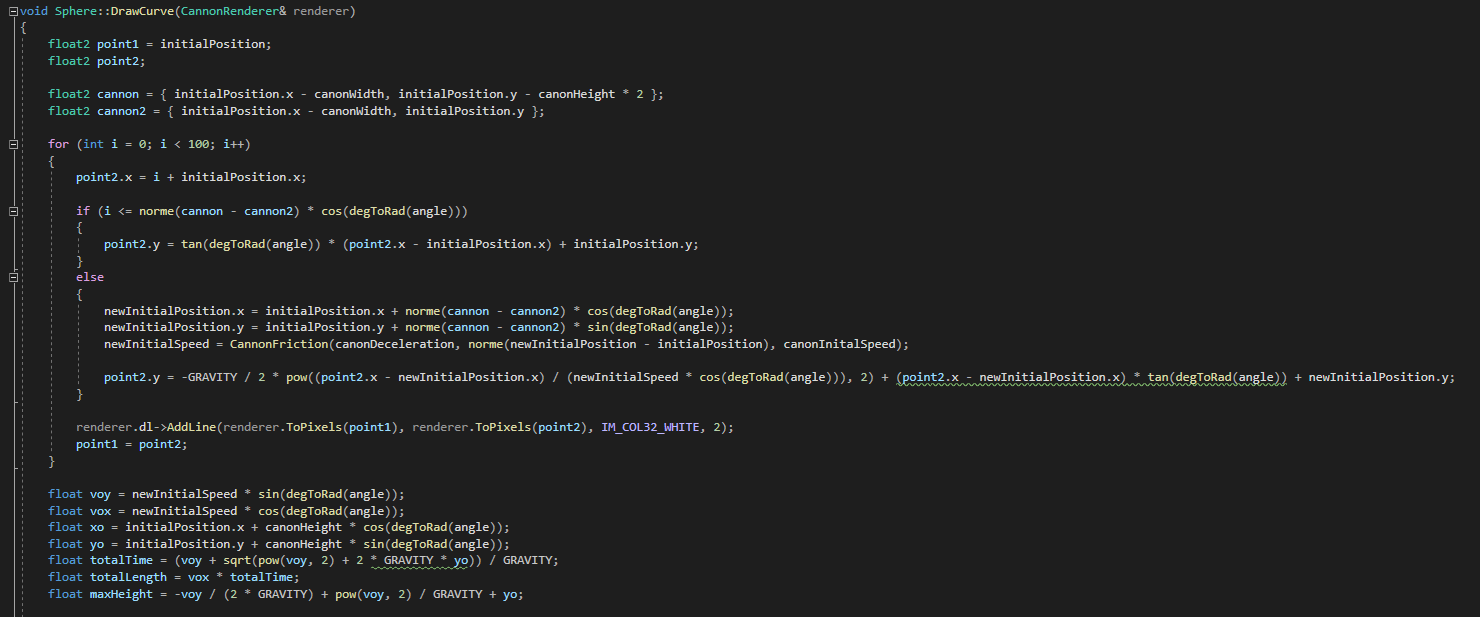 void Sphere::DrawCurve(CannonRenderer& renderer)
{
    float2 point1 = initialPosition;
    float2 point2;

    float2 cannon = { initialPosition.x - canonWidth, initialPosition.y - canonHeight * 2 };
    float2 cannon2 = { initialPosition.x - canonWidth, initialPosition.y };

    for (int i = 0; i < 100; i++)
    {
        point2.x = i + initialPosition.x;

        if (i <= norme(cannon - cannon2) * cos(degToRad(angle)))
        {
            point2.y = tan(degToRad(angle)) * (point2.x - initialPosition.x) + initialPosition.y;
        }
        else
        {
            newInitialPosition.x = initialPosition.x + norme(cannon - cannon2) * cos(degToRad(angle));
            newInitialPosition.y = initialPosition.y + norme(cannon - cannon2) * sin(degToRad(angle));
            newInitialSpeed = CannonFriction(canonDeceleration, norme(newInitialPosition - initialPosition), canonInitalSpeed);

            point2.y = -GRAVITY / 2 * pow((point2.x - newInitialPosition.x) / (newInitialSpeed * cos(degToRad(angle))), 2) + (point2.x - newInitialPosition.x) * tan(degToRad(angle)) + newInitialPosition.y;
        }

        renderer.dl->AddLine(renderer.ToPixels(point1), renderer.ToPixels(point2), IM_COL32_WHITE, 2);
        point1 = point2;
    }

    float voy = newInitialSpeed * sin(degToRad(angle));
    float vox = newInitialSpeed * cos(degToRad(angle));
    float xo = initialPosition.x + canonHeight * cos(degToRad(angle));
    float yo = initialPosition.y + canonHeight * sin(degToRad(angle));
    float totalTime = (voy + sqrt(pow(voy, 2) + 2 * GRAVITY * yo)) / GRAVITY;
    float totalLength = vox * totalTime;
    float maxHeight = -voy / (2 * GRAVITY) + pow(voy, 2) / GRAVITY + yo;